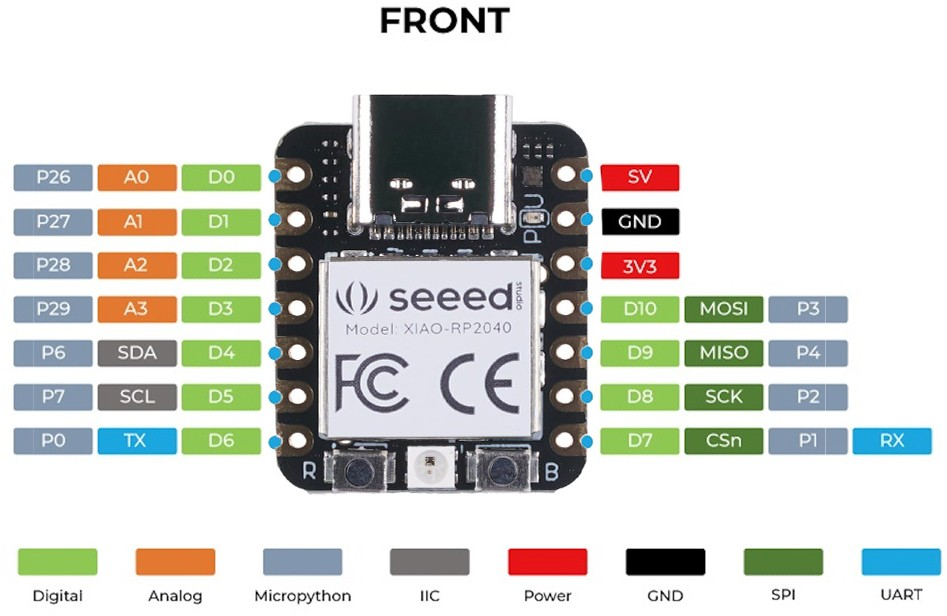 FRONT
P26 A0 D0 5V
P27 A1 D1 GND
P28 A2 D2 3V3
P29 A3 D3 D10 MOSI P3
P6 SDA D4 D9 MISO P4
P7 SCL D5 D8 SCK P2
P0 TX D6 D7 CSn P1 RX
PU
seeed studio
Model: XIAO-RP2040
FC CE
R B
Digital Analog Micropython IIC Power GND SPI UART